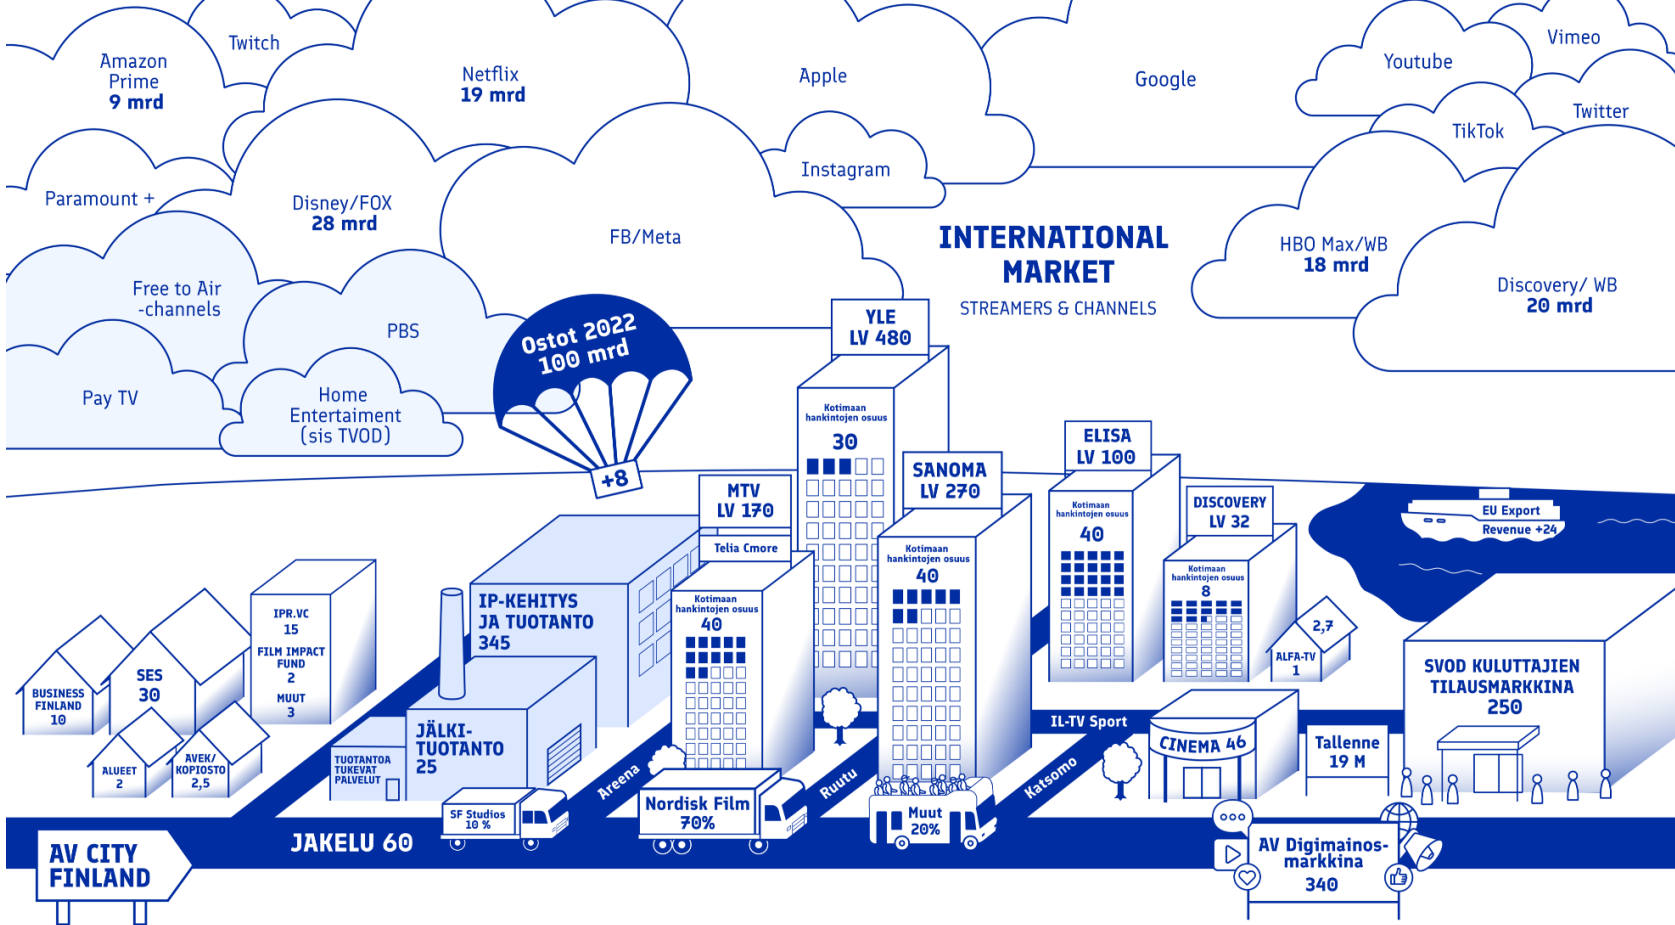 Amazon
Prime
9 mrd
Twitch
Netflix
19 mrd
Apple
Google
Youtube
Vimeo
Twitter
TikTok
Instagram
Paramount +
Disney/FOX
28 mrd
FB/Meta
INTERNATIONAL
MARKET
STREAMERS & CHANNELS
HBO Max/WB
18 mrd
Discovery/ WB
20 mrd
Free to Air
-channels
PBS
Pay TV
Home
Entertaiment
(sis TVOD)
Ostot 2022
100 mrd
+8
YLE
LV 480
Kotimaan
hankintojen osuus
30
MTV
LV 170
Telia Cmore
Kotimaan
hankintojen osuus
40
SANOMA
LV 270
Kotimaan
hankintojen osuus
40
ELISA
LV 100
Kotimaan
hankintojen osuus
40
DISCOVERY
LV 32
Kotimaan
hankintojen osuus
8
EU Export
Revenue +24
2,7
ALFA-TV
1
BUSINESS
FINLAND
10
SES
30
IPR.VC
15
FILM IMPACT
FUND
2
MUUT
3
ALUEET
2
AVEK/
KOPIOSTO
2,5
IP-KEHITYS
JA TUOTANTO
345
JÄLKI-
TUOTANTO
25
TUOTANTOA
TUKEVAT
PALVELUT
SVOD KULUTTAJIEN
TILAUSMARKKINA
250
IL-TV Sport
CINEMA 46
Tallenne
19 M
Areena
Ruutu
Katsomo
SF Studios
10 %
Nordisk Film
70%
Muut
20%
JAKELU 60
AV CITY
FINLAND
AV Digimainos-
markkina
340